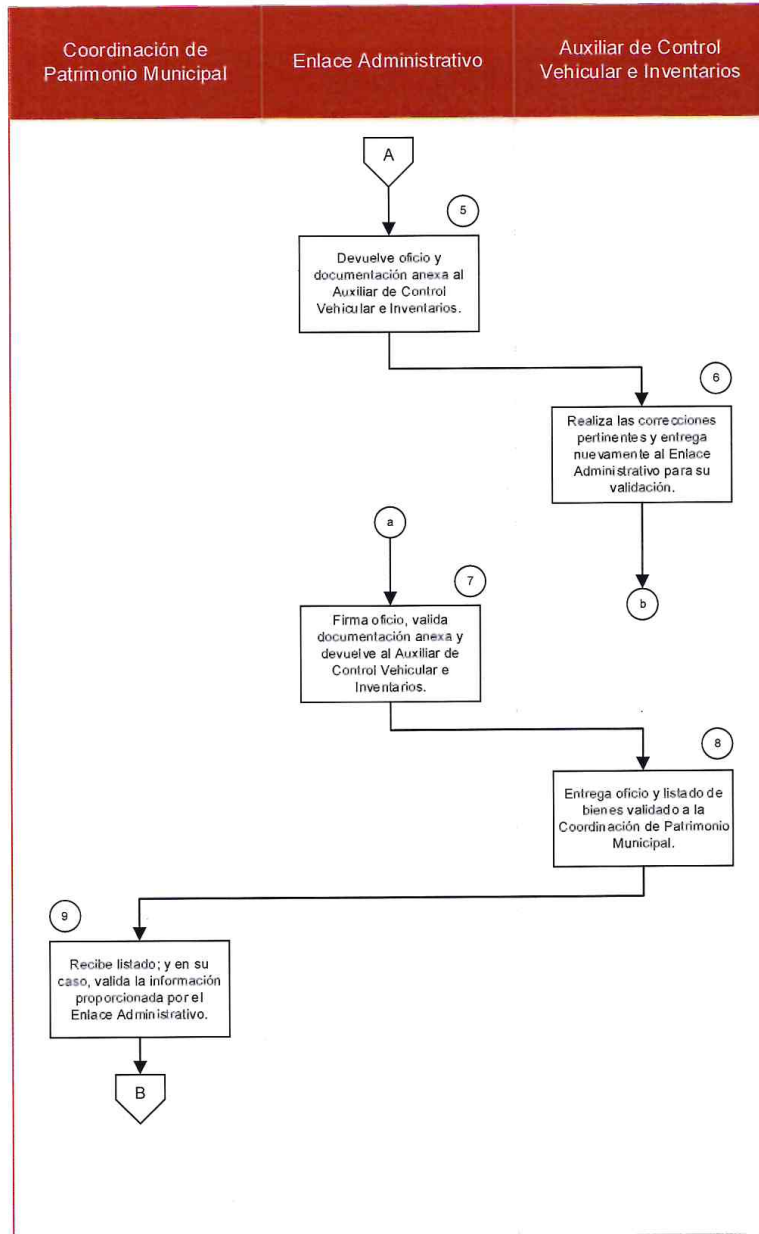 Coordinación de
Patrimonio Municipal
Enlace Administrativo
Auxiliar de Control
Vehicular e Inventarios
A
5
Devuelve oficio y
documentación anexa al
Auxiliar de Control
Vehicular e Inventarios.
6
Realiza las correcciones
pertinentes y entrega
nuevamente al Enlace
Administrativo para su
validación.
a
b
7
Firma oficio, valida
documentación anexa y
devuelve al Auxiliar de
Control Vehicular e
Inventarios.
8
Entrega oficio y listado de
bienes validado a la
Coordinación de Patrimonio
Municipal.
9
Recibe listado; y en su
caso, valida la información
proporcionada por el
Enlace Administrativo.
B